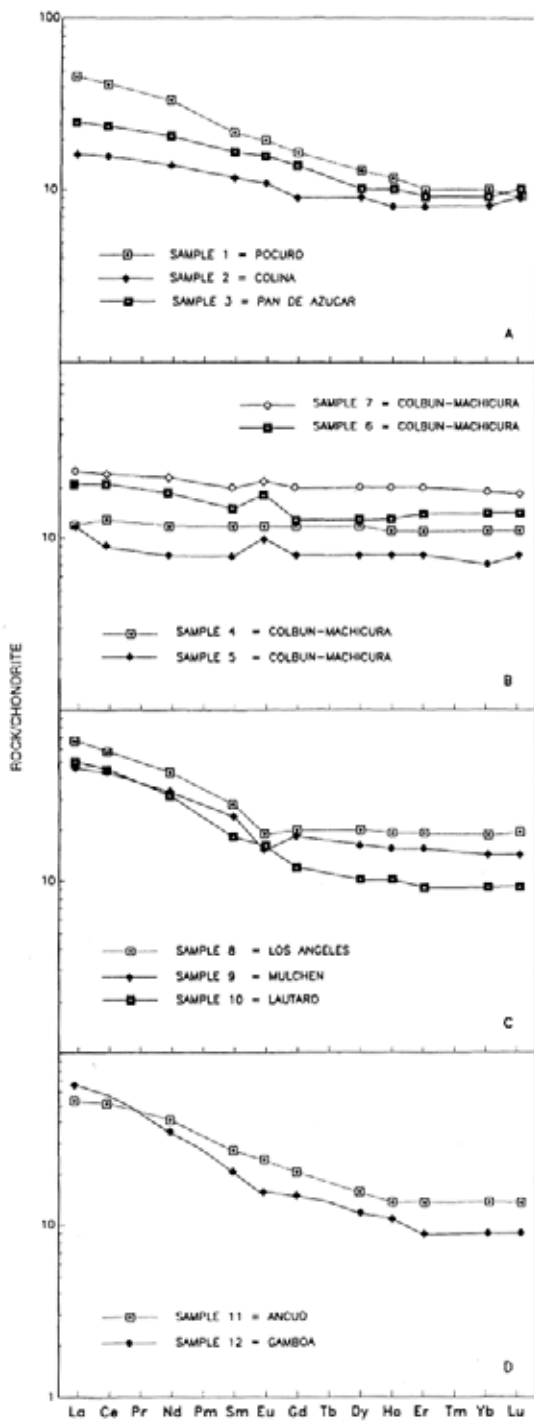 100
10
SAMPLE 1 = POCURO
SAMPLE 2 = COLINA
SAMPLE 3 = PAN DE AZUCAR
A
SAMPLE 7 = COLBUN-MACHICURA
SAMPLE 6 = COLBUN-MACHICURA
10
SAMPLE 4 = COLBUN-MACHICURA
SAMPLE 5 = COLBUN-MACHICURA
B
ROCK/CHONDRITE
10
SAMPLE 8 = LOS ANGELES
SAMPLE 9 = MULCHEN
SAMPLE 10 = LAUTARO
C
10
SAMPLE 11 = ANCUD
SAMPLE 12 = GAMBOA
D
1
La Ce Pr Nd Pm Sm Eu Gd Tb Dy Ho Er Tm Yb Lu